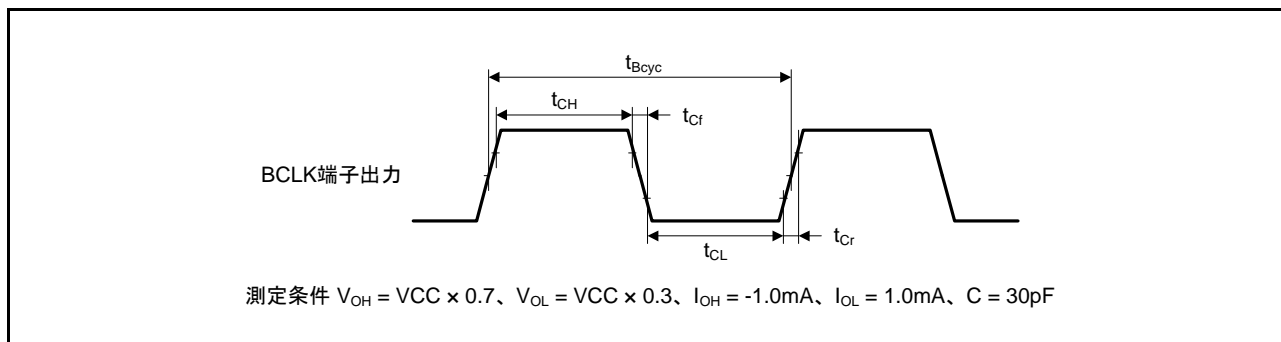 tBcyc
tCH
tCf
BCLK端子出力
tCL
tCr
測定条件 VOH = VCC × 0.7、VOL = VCC × 0.3、IOH = -1.0mA、IOL = 1.0mA、C = 30pF